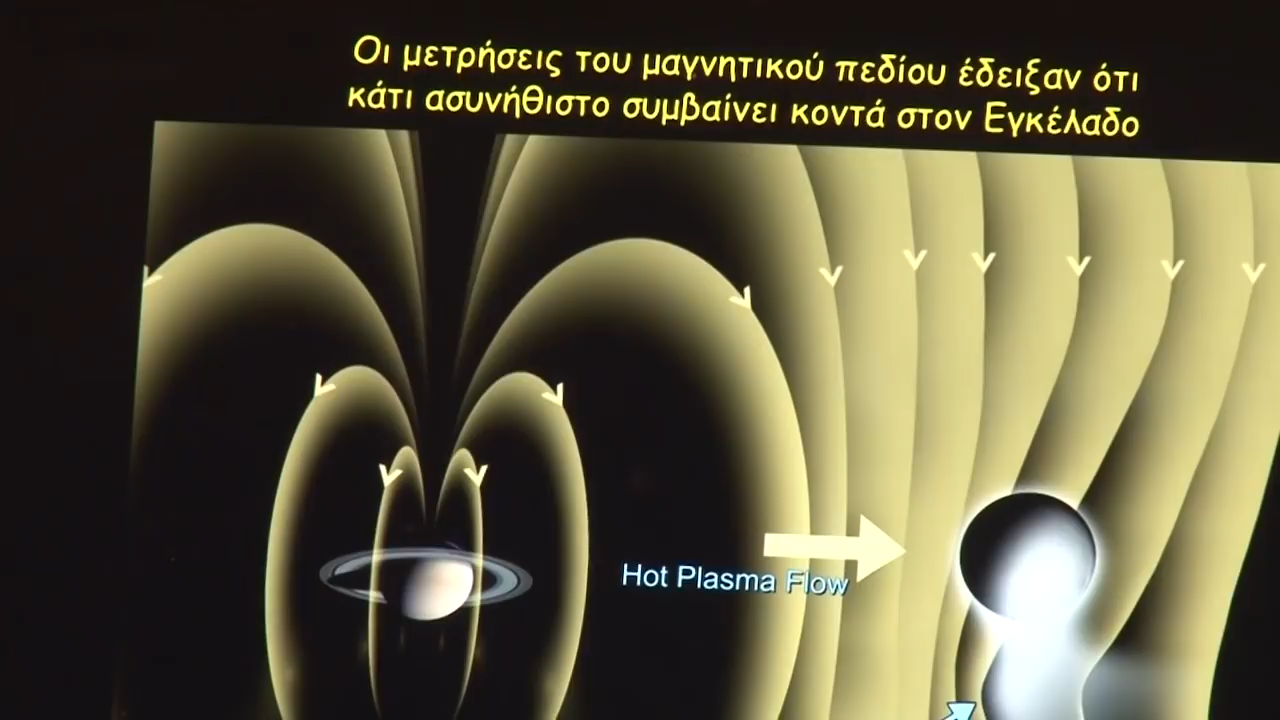 Οι μετρήσεις του μαγνητικού πεδίου έδειξαν ότι
κάτι ασυνήθιστο συμβαίνει κοντά στον Εγκέλαδο
Hot Plasma Flow